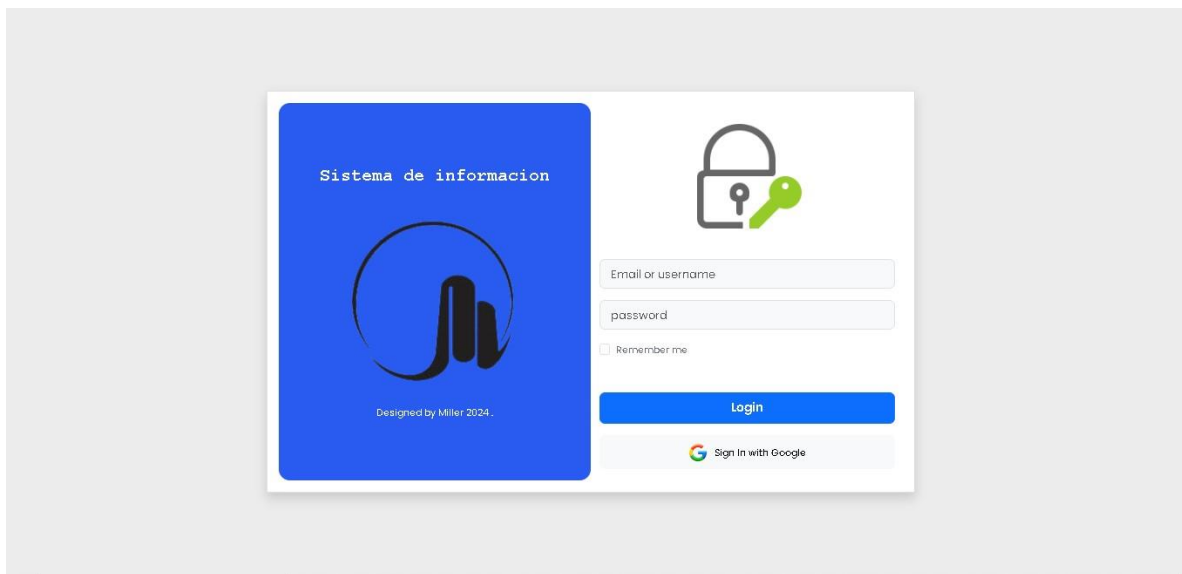 Sistema de informacion
Designed by Miller 2024 .
Email or username
password
Remember me
Login
Sign In with Google